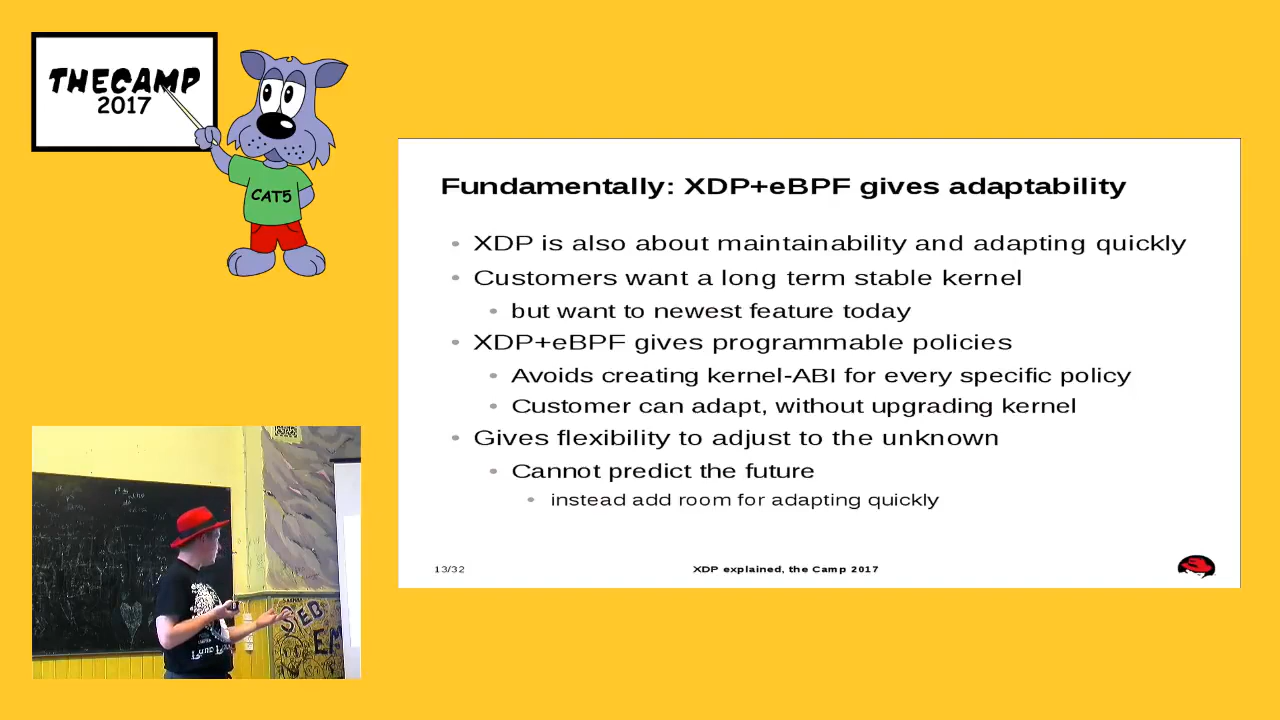 THECAMP
2017
CAT5
Fundamentally: XDP+eBPF gives adaptability
XDP is also about maintainability and adapting quickly
Customers want a long term stable kernel
but want to newest feature today
XDP+eBPF gives programmable policies
Avoids creating kernel-ABI for every specific policy
Customer can adapt, without upgrading kernel
Gives flexibility to adjust to the unknown
Cannot predict the future
instead add room for adapting quickly
13/32
XDP explained, the Camp 2017